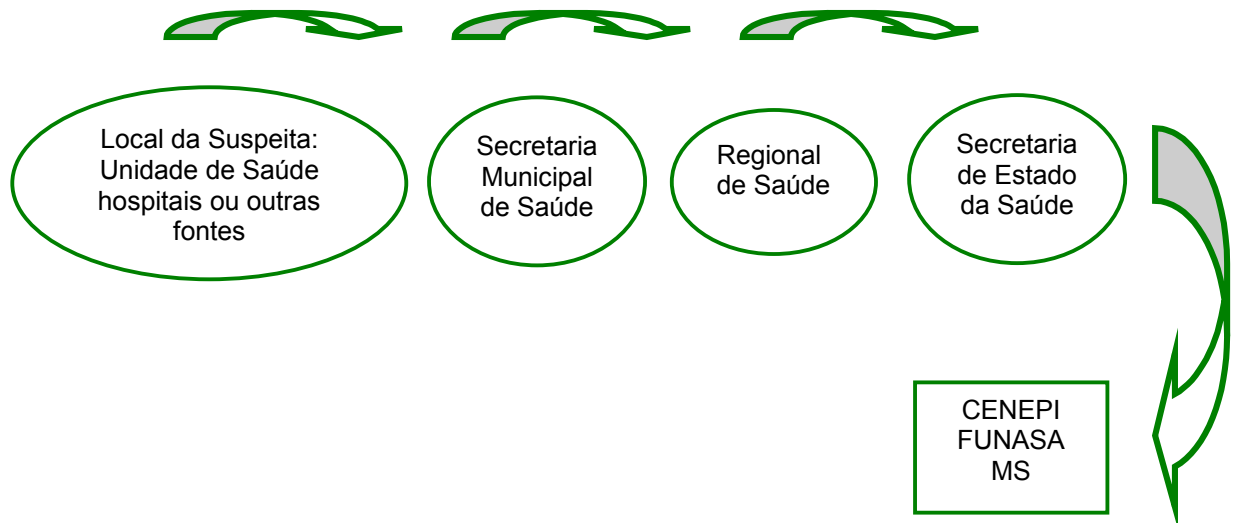 Local da Suspeita:
Unidade de Saúde
hospitais ou outras
fontes
Secretaria
Municipal
de Saúde
Regional
de Saúde
Secretaria
de Estado
da Saúde
CENEPI
FUNASA
MS